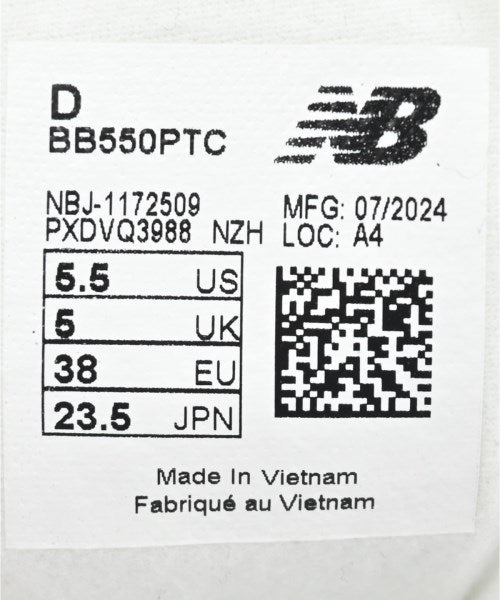 D
BB550PTC
NB
NBJ-1172509
PXDVQ3988 NZH
MFG: 07/2024
LOC: A4
5.5 US
5 UK
38 EU
23.5 JPN
Made In Vietnam
Fabriqué au Vietnam